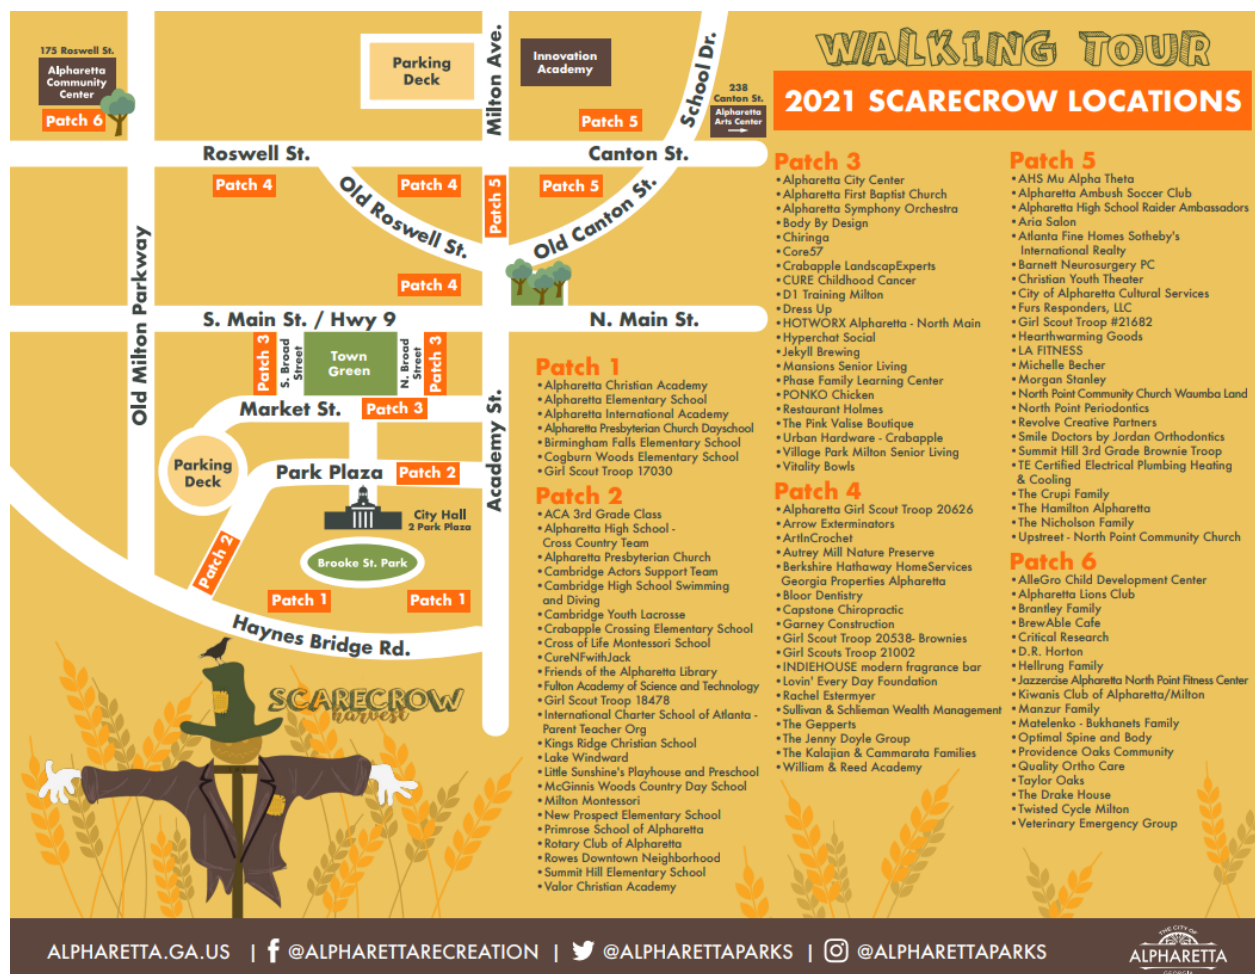 WALKING TOUR
2021 SCARECROW LOCATIONS
175 Roswell St.
Alpharetta
Community
Center
Patch 6
Parking
Deck
Milton Ave.
Innovation
Academy
Patch 5
School Dr.
238
Canton St.
Alpharetta
Arts Center
Roswell St.
Canton St.
Patch 4
Old Roswell St.
Patch 4
Patch 5
Patch 5
Old Canton St.
Patch 4
Old Milton Parkway
S. Main St. / Hwy 9
N. Main St.
Patch 3
S. Broad
Street
Town
Green
N. Broad
Street
Patch 3
Market St.
Patch 3
Academy St.
Parking
Deck
Park Plaza
Patch 2
City Hall
2 Park Plaza
Patch 2
Brooke St. Park
Patch 1
Patch 1
Haynes Bridge Rd.
SCARECROW
harvest
Patch 1
•Alpharetta Christian Academy
•Alpharetta Elementary School
•Alpharetta International Academy
•Alpharetta Presbyterian Church Dayschool
•Birmingham Falls Elementary School
•Cogburn Woods Elementary School
•Girl Scout Troop 17030
Patch 2
•ACA 3rd Grade Class
•Alpharetta High School -
Cross Country Team
•Alpharetta Presbyterian Church
•Cambridge Actors Support Team
•Cambridge High School Swimming
and Diving
•Cambridge Youth Lacrosse
•Crabapple Crossing Elementary School
•Cross of Life Montessori School
•CureNFwithJack
•Friends of the Alpharetta Library
•Fulton Academy of Science and Technology
•Girl Scout Troop 18478
•International Charter School of Atlanta -
Parent Teacher Org
•Kings Ridge Christian School
•Lake Windward
•Little Sunshine's Playhouse and Preschool
•McGinnis Woods Country Day School
•Milton Montessori
•New Prospect Elementary School
•Primrose School of Alpharetta
•Rotary Club of Alpharetta
•Rowes Downtown Neighborhood
•Summit Hill Elementary School
•Valor Christian Academy
Patch 3
•Alpharetta City Center
•Alpharetta First Baptist Church
•Alpharetta Symphony Orchestra
•Body By Design
•Chiringa
•Core57
•Crabapple LandscapExperts
•CURE Childhood Cancer
•D1 Training Milton
•Dress Up
•HOTWORX Alpharetta - North Main
•Hyperchat Social
•Jekyll Brewing
•Mansions Senior Living
•Phase Family Learning Center
•PONKO Chicken
•Restaurant Holmes
•The Pink Valise Boutique
•Urban Hardware - Crabapple
•Village Park Milton Senior Living
•Vitality Bowls
Patch 4
•Alpharetta Girl Scout Troop 20626
•Arrow Exterminators
•ArtInCrochet
•Autrey Mill Nature Preserve
•Berkshire Hathaway HomeServices
Georgia Properties Alpharetta
•Bloor Dentistry
•Capstone Chiropractic
•Garney Construction
•Girl Scout Troop 20538- Brownies
•Girl Scouts Troop 21002
•INDIEHOUSE modern fragrance bar
•Lovin' Every Day Foundation
•Rachel Estermyer
•Sullivan & Schlieman Wealth Management
•The Gepperts
•The Jenny Doyle Group
•The Kalajian & Cammarata Families
•William & Reed Academy
Patch 5
•AHS Mu Alpha Theta
•Alpharetta Ambush Soccer Club
•Alpharetta High School Raider Ambassadors
•Aria Salon
•Atlanta Fine Homes Sotheby's
International Realty
•Barnett Neurosurgery PC
•Christian Youth Theater
•City of Alpharetta Cultural Services
•Furs Responders, LLC
•Girl Scout Troop #21682
•Hearthwarming Goods
•LA FITNESS
•Michelle Becher
•Morgan Stanley
•North Point Community Church Waumba Land
•North Point Periodontics
•Revolve Creative Partners
•Smile Doctors by Jordan Orthodontics
•Summit Hill 3rd Grade Brownie Troop
•TE Certified Electrical Plumbing Heating
& Cooling
•The Crupi Family
•The Hamilton Alpharetta
•The Nicholson Family
•Upstreet - North Point Community Church
Patch 6
•AlleGro Child Development Center
•Alpharetta Lions Club
•Brantley Family
•BrewAble Cafe
•Critical Research
•D.R. Horton
•Hellrung Family
•Jazzercise Alpharetta North Point Fitness Center
•Kiwanis Club of Alpharetta/Milton
•Manzur Family
•Matelenko - Bukhanets Family
•Optimal Spine and Body
•Providence Oaks Community
•Quality Ortho Care
•Taylor Oaks
•The Drake House
•Twisted Cycle Milton
•Veterinary Emergency Group
ALPHARETTA.GA.US | @ALPHARETTARECREATION | @ALPHARETTAPARKS | @ALPHARETTAPARKS
THE CITY OF
ALPHARETTA
GEORGIA